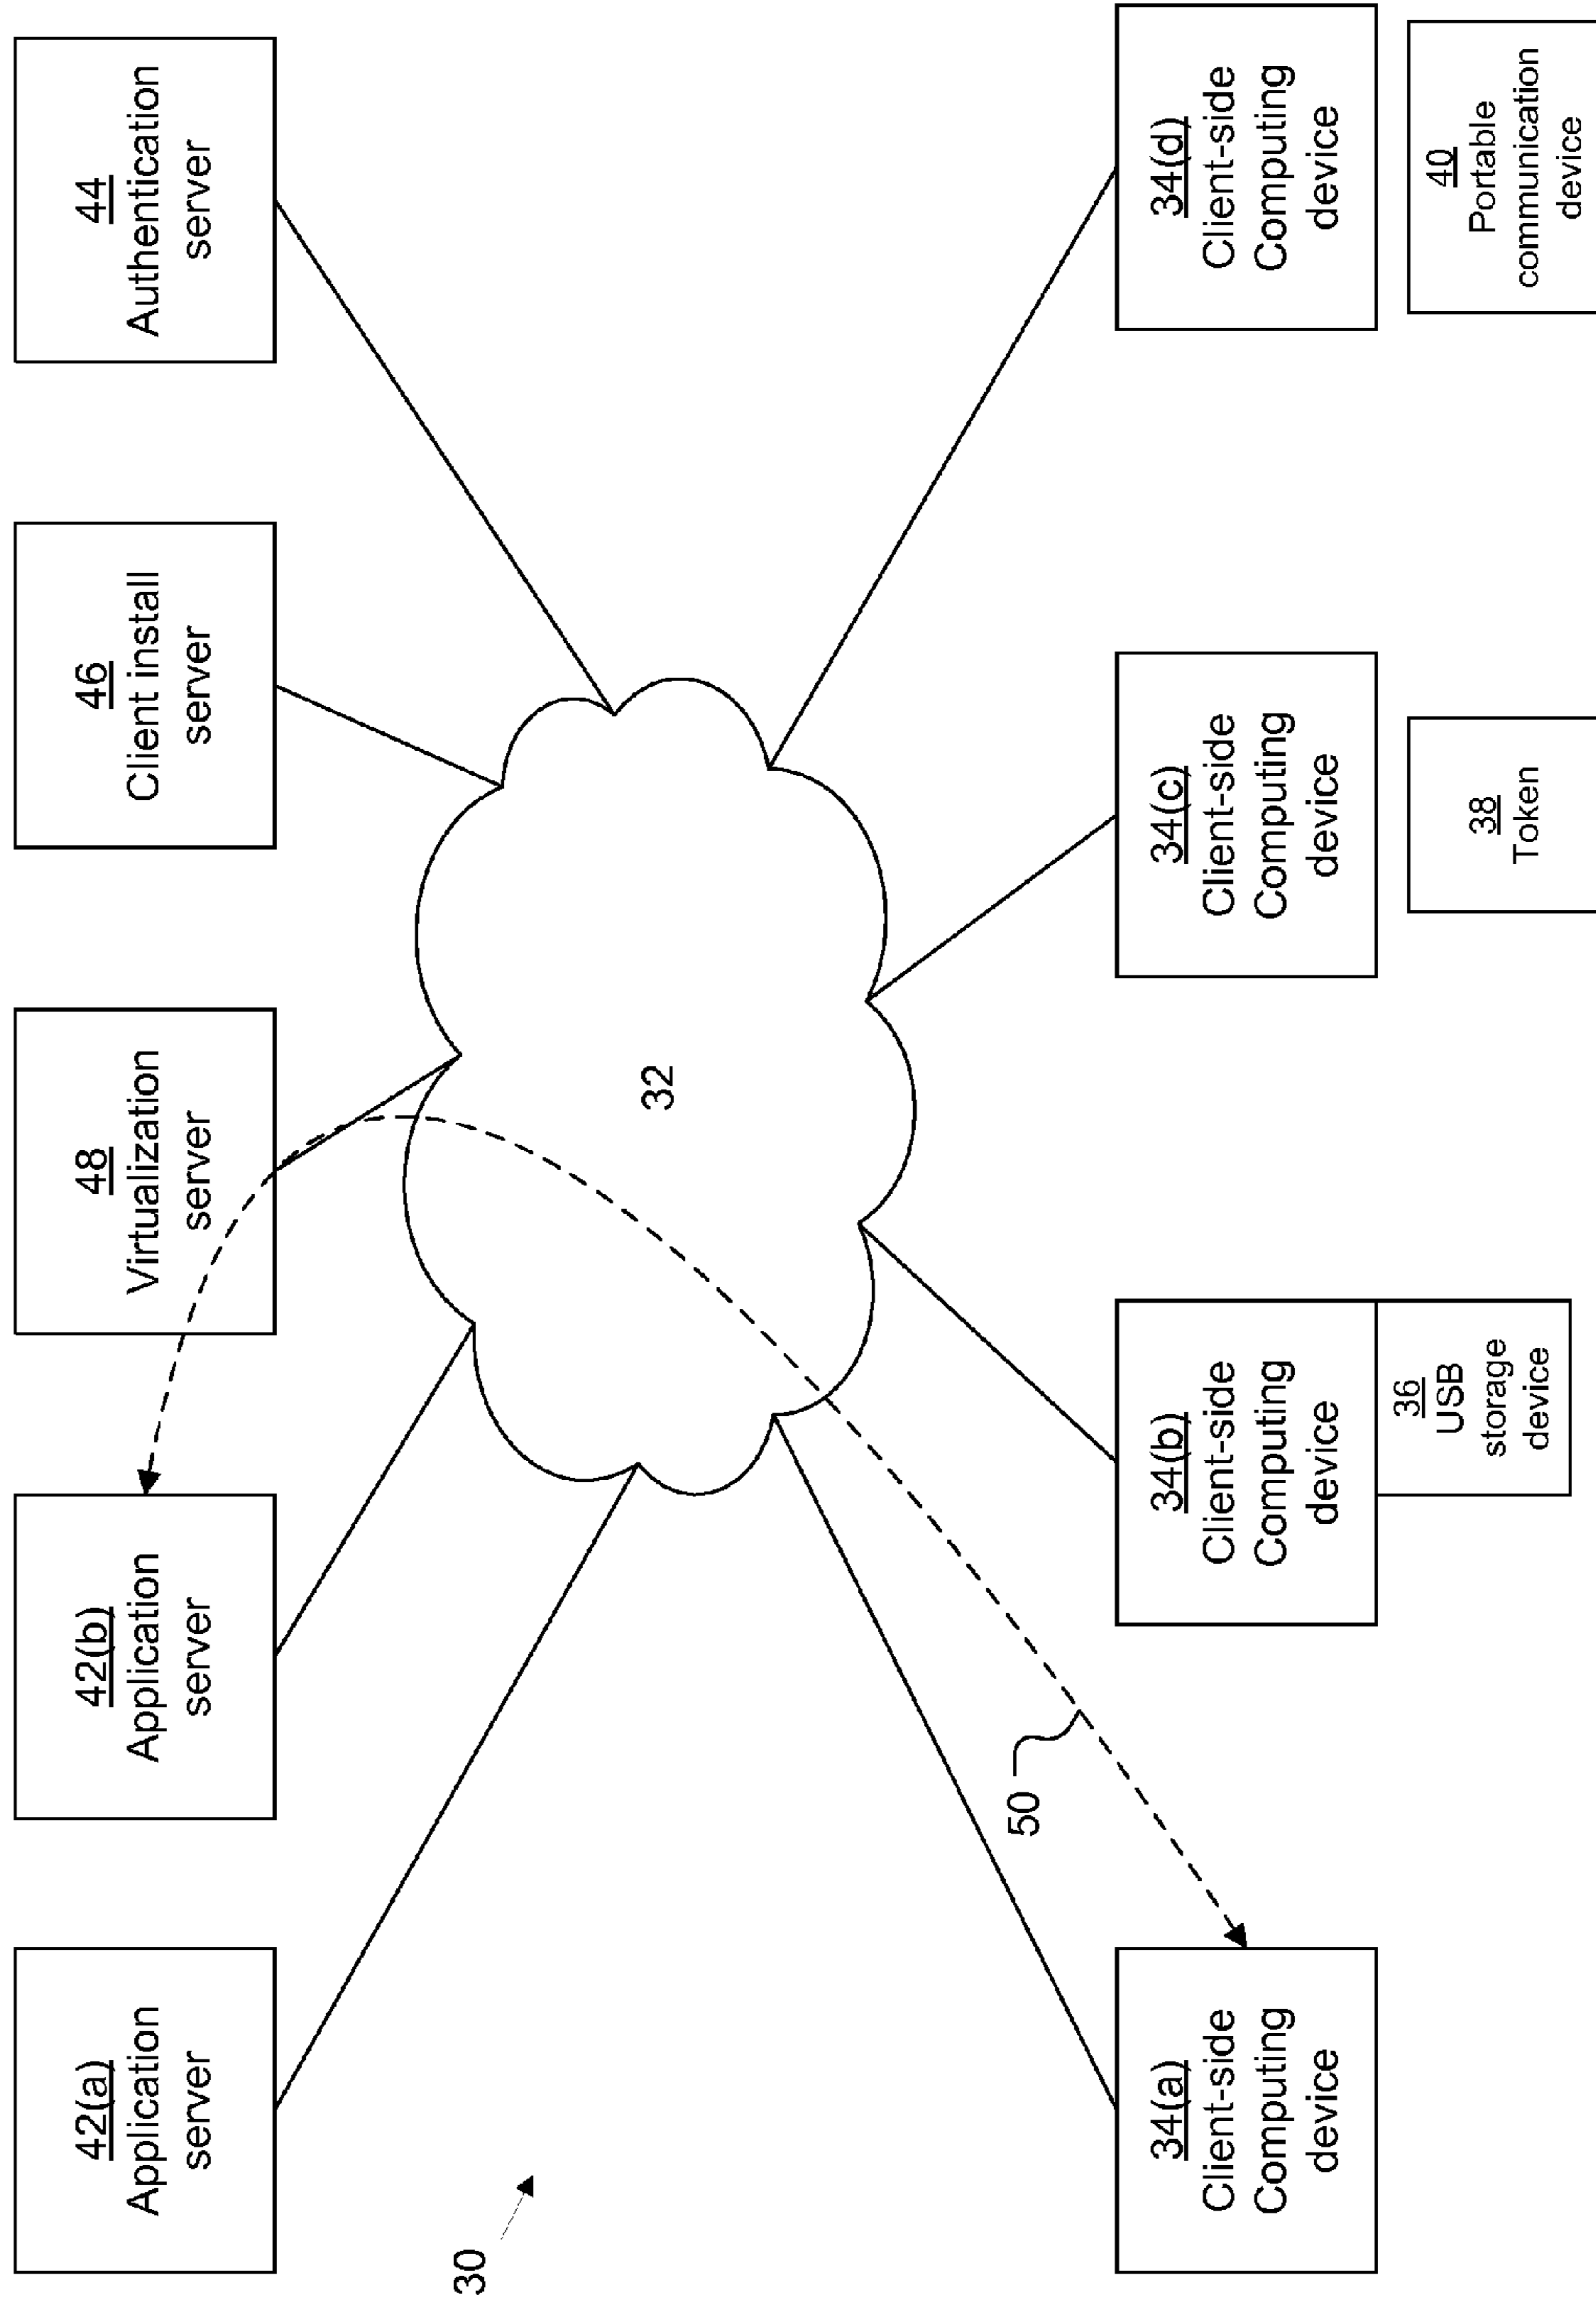 42(a)
Application
server
42(b)
Application
server
48
Virtualization
server
46
Client install
server
44
Authentication
server
30
32
50
34(a)
Client-side
Computing
device
34(b)
Client-side
Computing
device
36
USB
storage
device
34(c)
Client-side
Computing
device
38
Token
34(d)
Client-side
Computing
device
40
Portable
communication
device